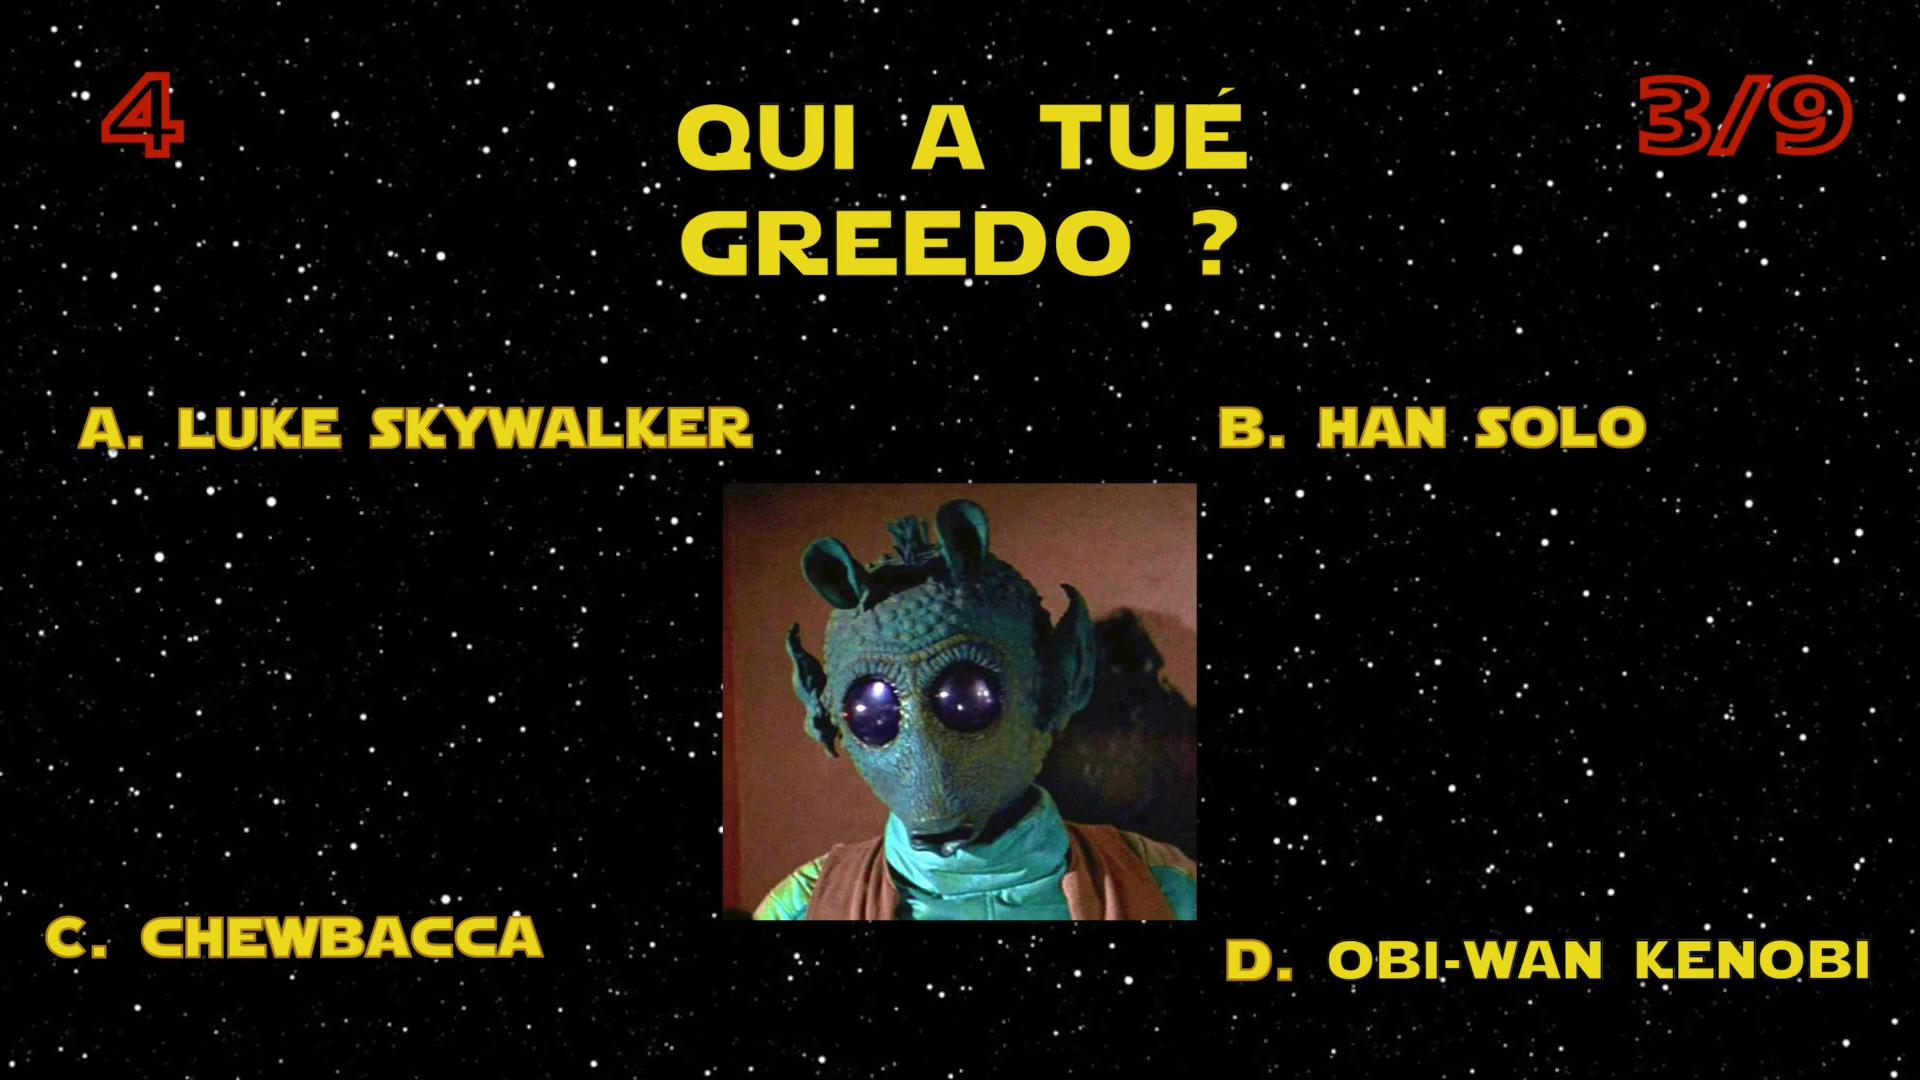 4
3/9
QUI A TUÉ
GREEDO ?
A. LUKE SKYWALKER
B. HAN SOLO
C. CHEWBACCA
D. OBI-WAN KENOBI